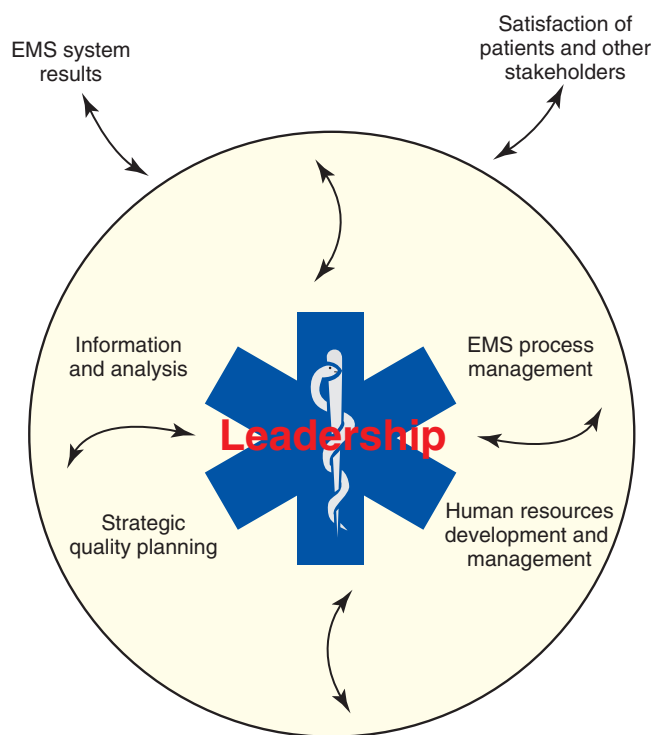 EMS system
results
Satisfaction of
patients and other
stakeholders
Information
and analysis
EMS process
management
Leadership
Strategic
quality planning
Human resources
development and
management